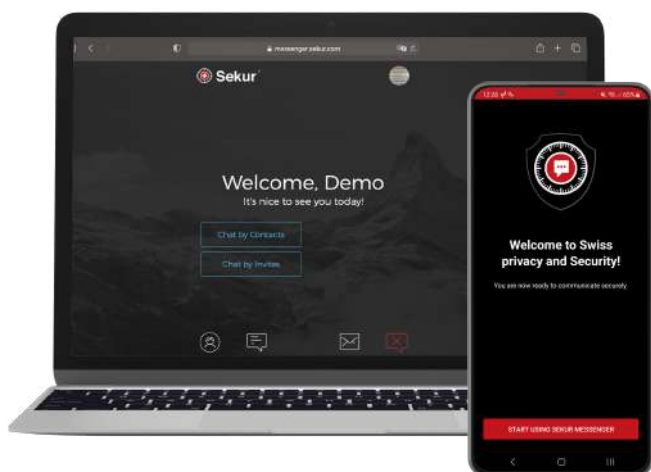 messenger.sekur.com
Sekur
Welcome, Demo
It's nice to see you today!
Chat by Contacts
Chat by Invites
Welcome to Swiss
privacy and Security!
You are now ready to communicate securely.
START USING SEKUR MESSENGER